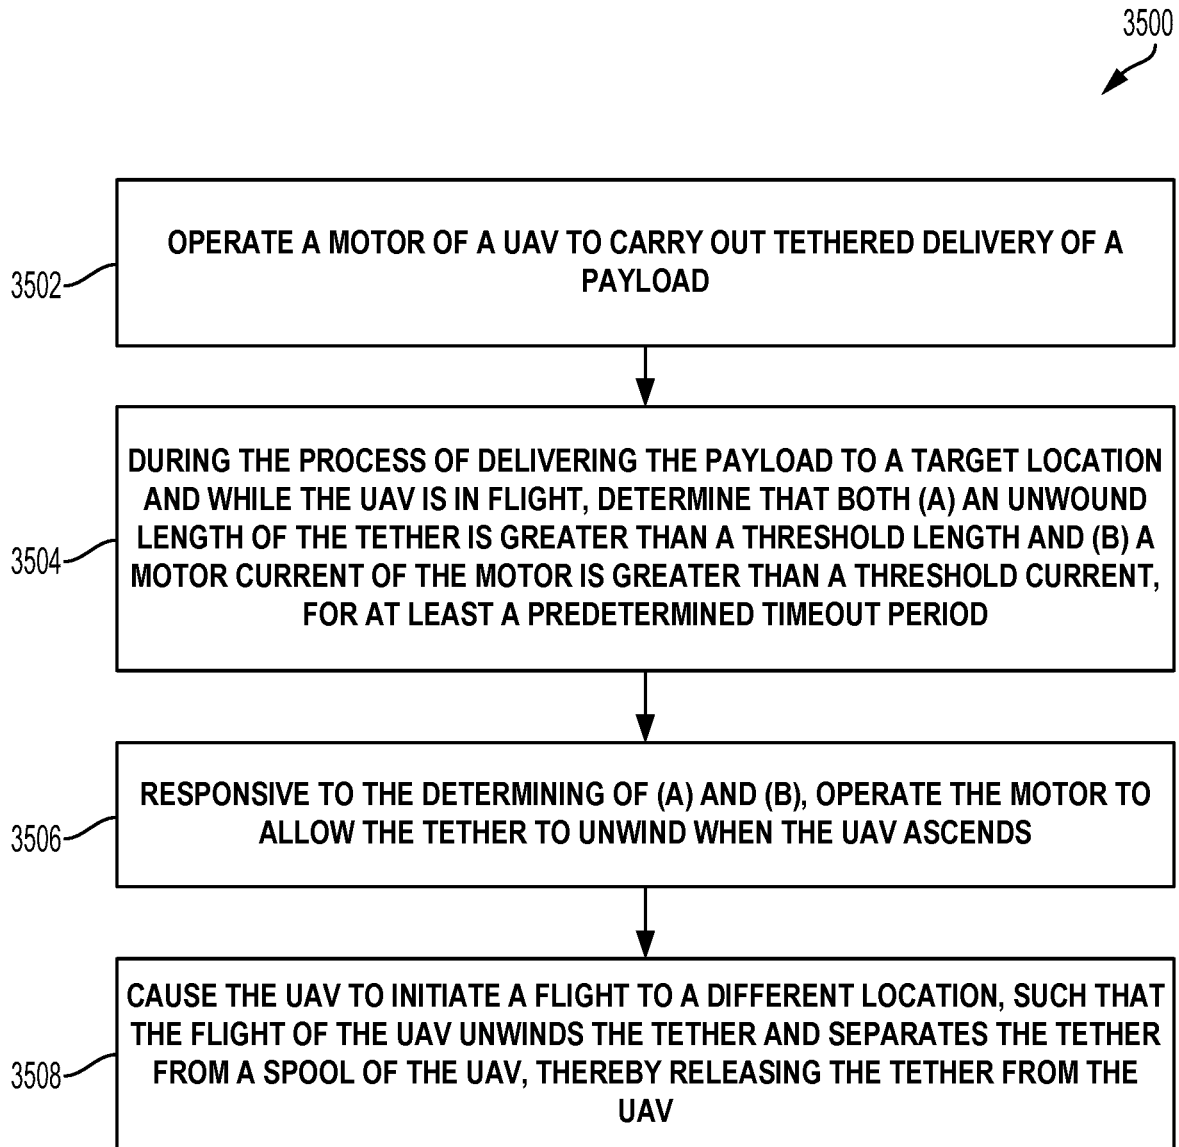 3500
OPERATE A MOTOR OF A UAV TO CARRY OUT TETHERED DELIVERY OF A
PAYLOAD
3502
DURING THE PROCESS OF DELIVERING THE PAYLOAD TO A TARGET LOCATION
AND WHILE THE UAV IS IN FLIGHT, DETERMINE THAT BOTH (A) AN UNWOUND
LENGTH OF THE TETHER IS GREATER THAN A THRESHOLD LENGTH AND (B) A
MOTOR CURRENT OF THE MOTOR IS GREATER THAN A THRESHOLD CURRENT,
FOR AT LEAST A PREDETERMINED TIMEOUT PERIOD
3504
RESPONSIVE TO THE DETERMINING OF (A) AND (B), OPERATE THE MOTOR TO
ALLOW THE TETHER TO UNWIND WHEN THE UAV ASCENDS
3506
CAUSE THE UAV TO INITIATE A FLIGHT TO A DIFFERENT LOCATION, SUCH THAT
THE FLIGHT OF THE UAV UNWINDS THE TETHER AND SEPARATES THE TETHER
FROM A SPOOL OF THE UAV, THEREBY RELEASING THE TETHER FROM THE
UAV
3508